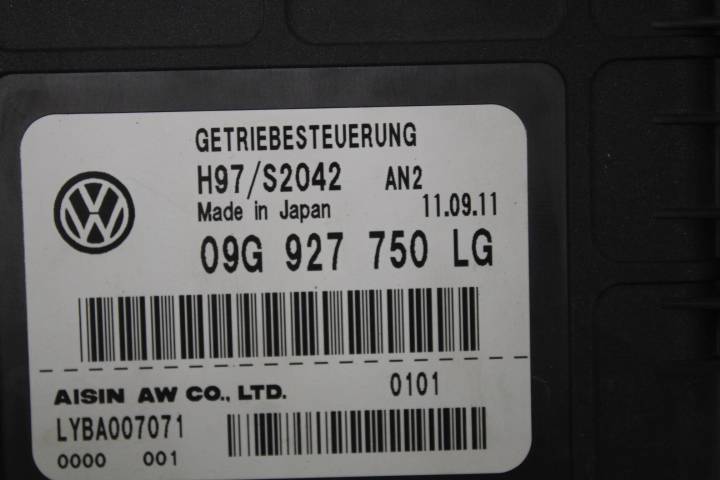 GETRIEBESTEUERUNG
H97/S2042 AN2
Made in Japan 11.09.11
09G 927 750 LG
AISIN AW CO., LTD. 0101
LYBA007071
0000 001